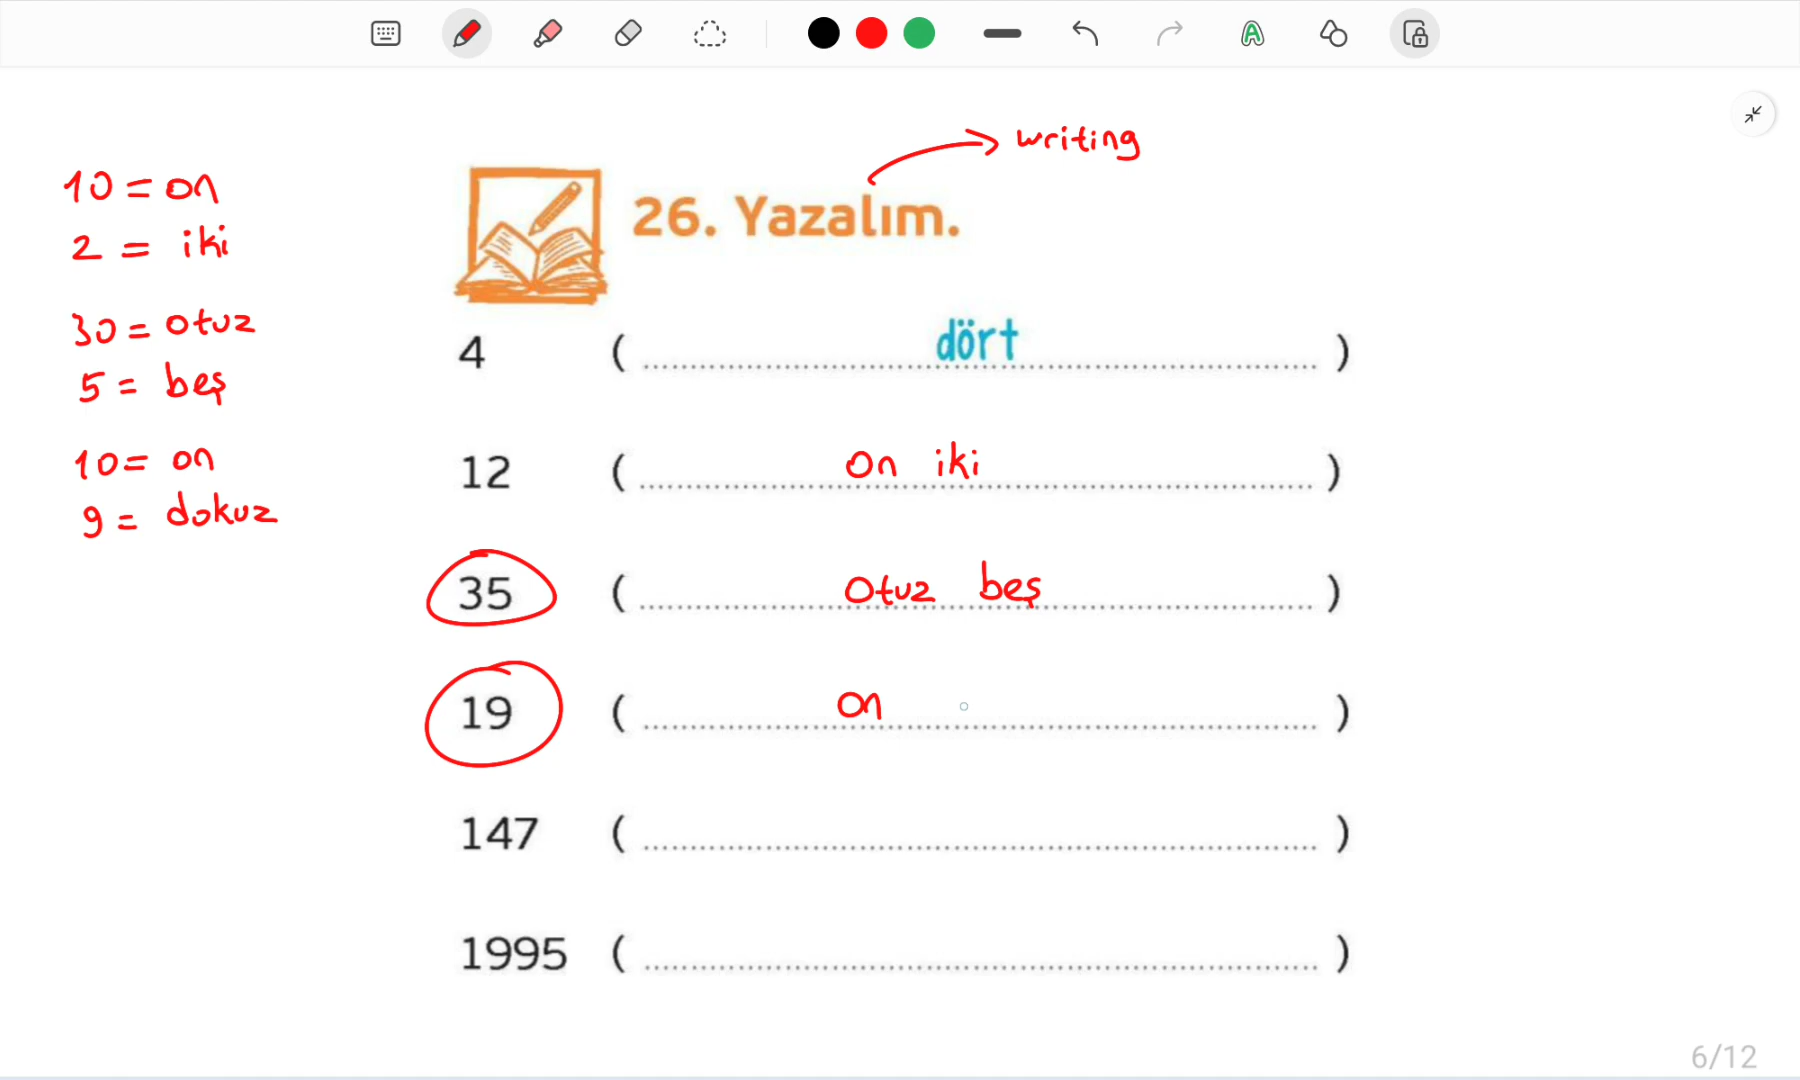 writing
26. Yazalım.
10 = on
2 = iki
30 = otuz
5 = beş
10 = on
9 = dokuz
4 ( dört )
12 ( on iki )
35 ( otuz beş )
19 ( on )
147 ( )
1995 ( )
6/12